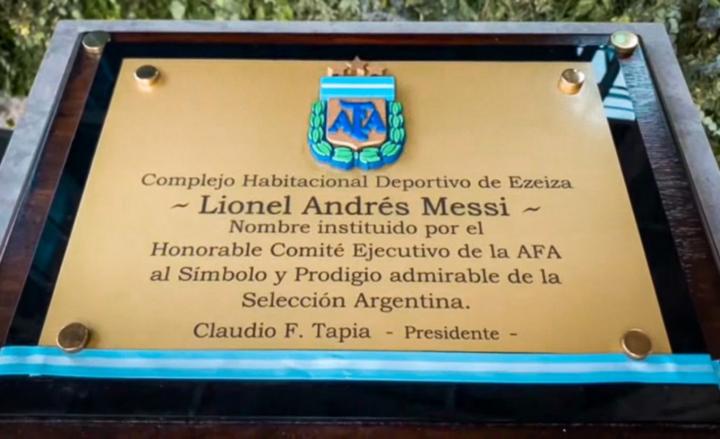 AFA
Complejo Habitacional Deportivo de Ezeiza
~ Lionel Andrés Messi ~
Nombre instituido por el
Honorable Comité Ejecutivo de la AFA
al Símbolo y Prodigio admirable de la
Selección Argentina.
Claudio F. Tapia - Presidente -